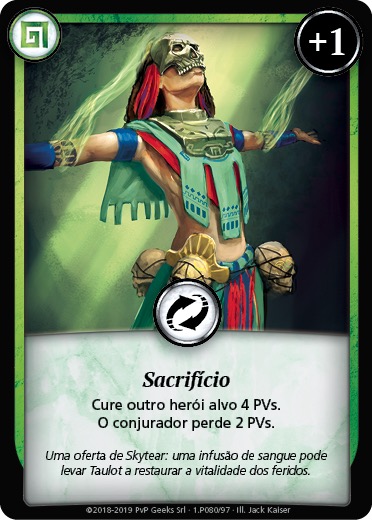 +1
Sacrifício
Cure outro herói alvo 4 PVs.
O conjurador perde 2 PVs.
Uma oferta de Skytear: uma infusão de sangue pode
levar Taulot a restaurar a vitalidade dos feridos.
©2018-2019 PvP Geeks Srl - 1.P080/97 - Ill. Jack Kaiser